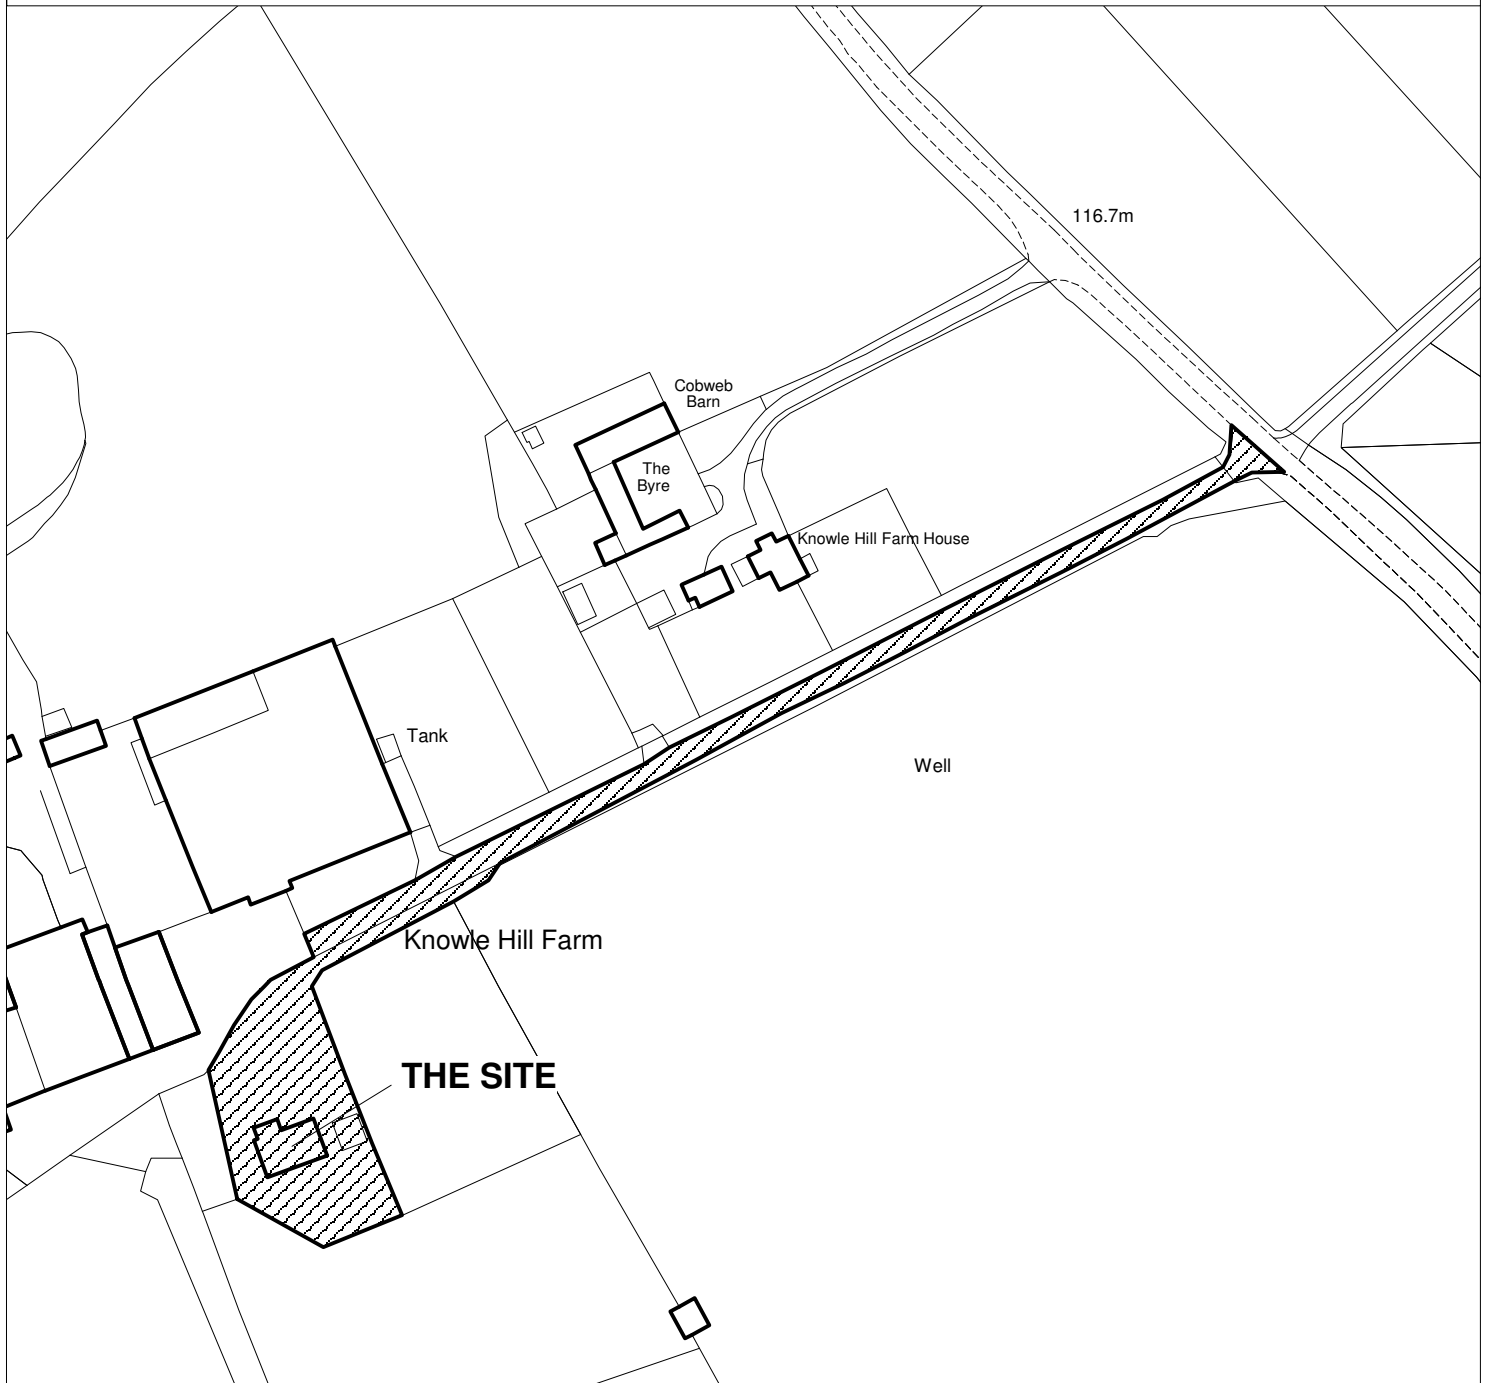 116.7m
Cobweb
Barn
The
Byre
Knowle Hill Farm House
Tank
Well
Knowle Hill Farm
THE SITE